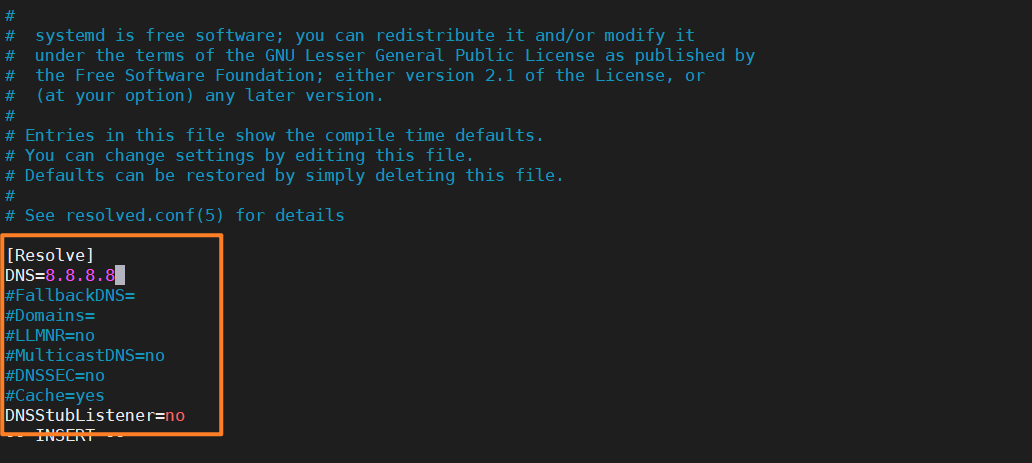 #
#  systemd is free software; you can redistribute it and/or modify it
#  under the terms of the GNU Lesser General Public License as published by
#  the Free Software Foundation; either version 2.1 of the License, or
#  (at your option) any later version.
#
# Entries in this file show the compile time defaults.
# You can change settings by editing this file.
# Defaults can be restored by simply deleting this file.
#
# See resolved.conf(5) for details
[Resolve]
DNS=8.8.8.8
#FallbackDNS=
#Domains=
#LLMNR=no
#MulticastDNS=no
#DNSSEC=no
#Cache=yes
DNSStubListener=no
-- INSERT --